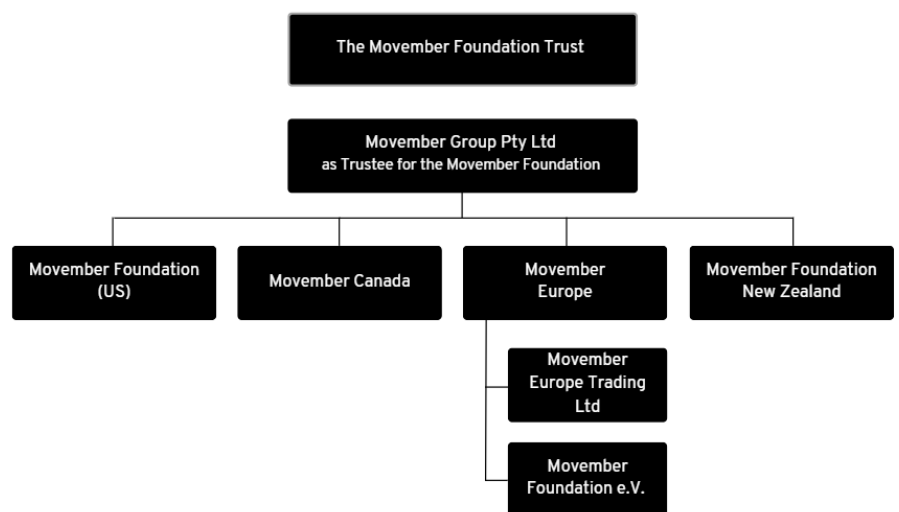 The Movember Foundation Trust
Movember Group Pty Ltd
as Trustee for the Movember Foundation
Movember Foundation
(US)
Movember Canada
Movember
Europe
Movember Foundation
New Zealand
Movember
Europe Trading
Ltd
Movember
Foundation e.V.